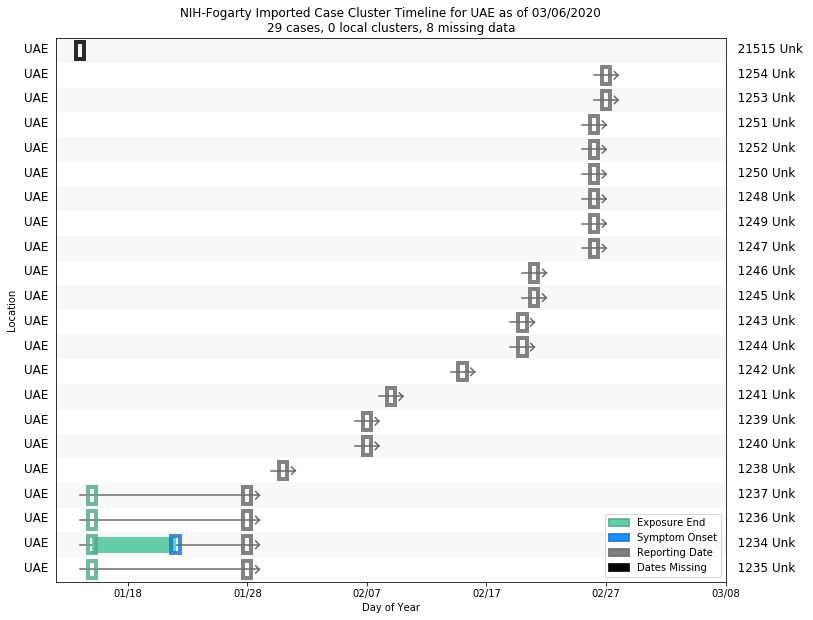 NIH-Fogarty Imported Case Cluster Timeline for UAE as of 03/06/2020
29 cases, 0 local clusters, 8 missing data
UAE 21515 Unk
UAE 1254 Unk
UAE 1253 Unk
UAE 1251 Unk
UAE 1252 Unk
UAE 1250 Unk
UAE 1248 Unk
UAE 1249 Unk
UAE 1247 Unk
UAE 1246 Unk
UAE 1245 Unk
UAE 1243 Unk
UAE 1244 Unk
UAE 1242 Unk
UAE 1241 Unk
UAE 1239 Unk
UAE 1240 Unk
UAE 1238 Unk
UAE 1237 Unk
UAE 1236 Unk
UAE 1234 Unk
UAE 1235 Unk
Location
Exposure End
Symptom Onset
Reporting Date
Dates Missing
01/18 01/28 02/07 02/17 02/27 03/08
Day of Year